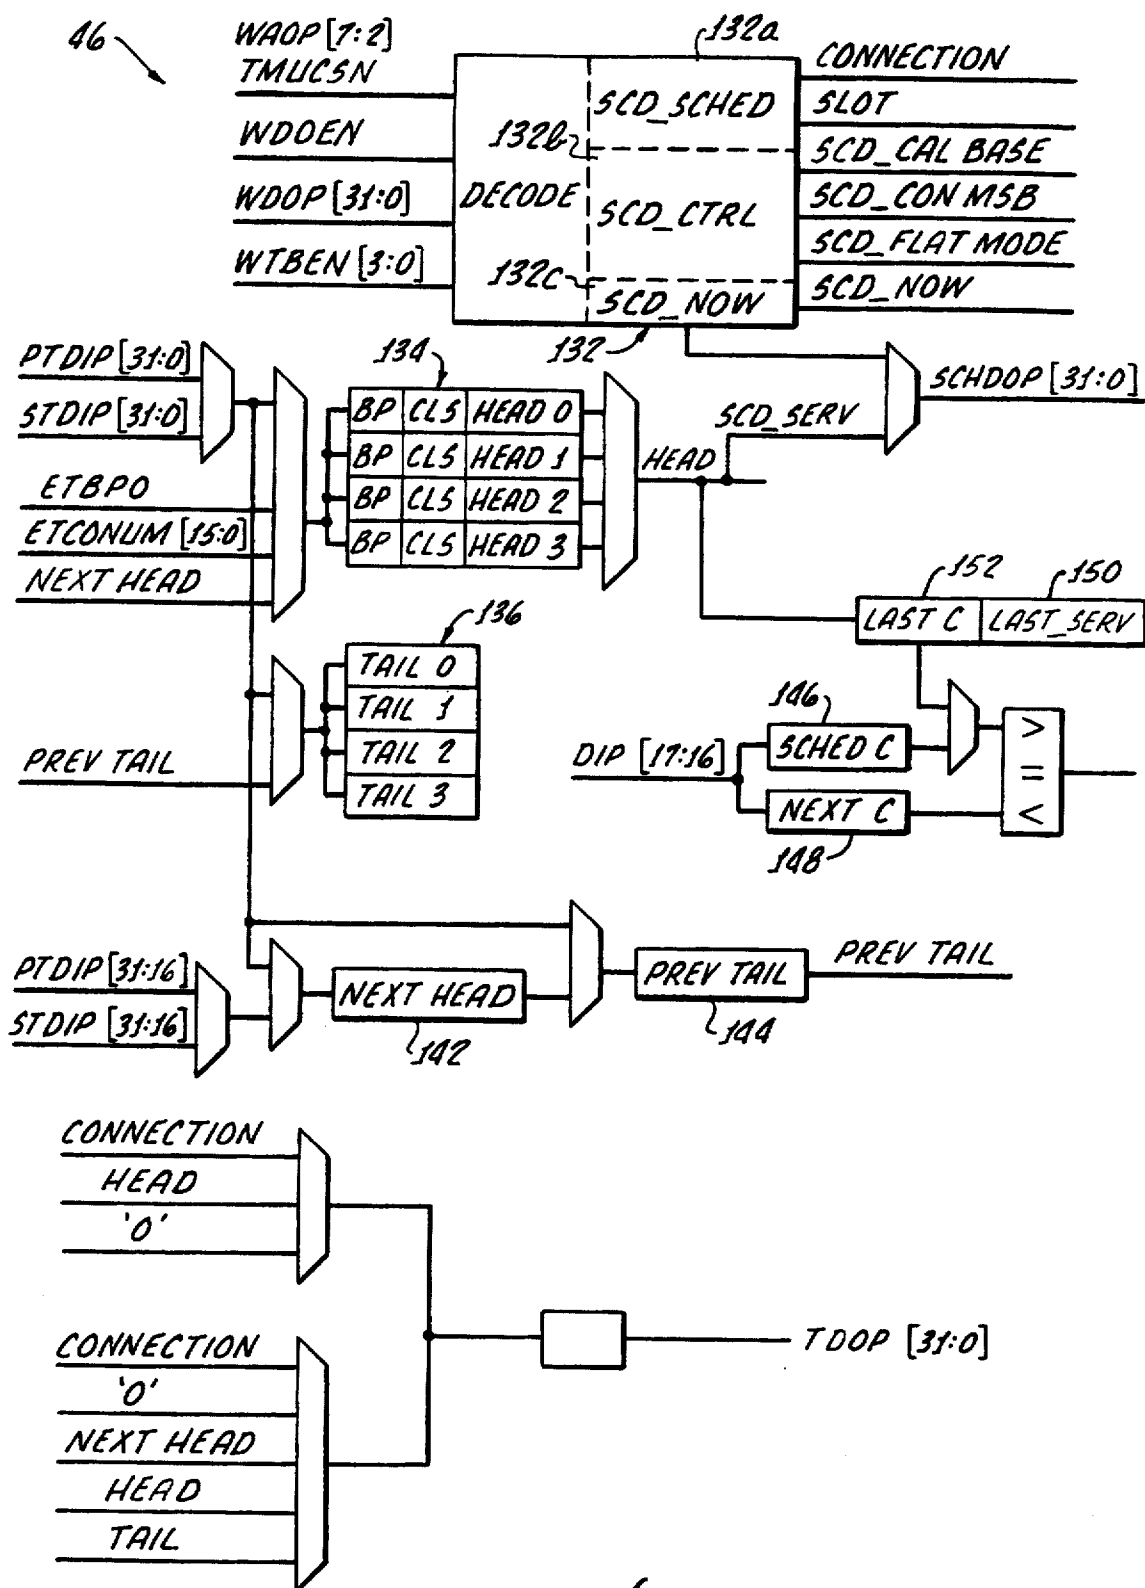 46
WAOP [7:2]
TMUCSN
WDOEN
WDOP [31:0]
WTBEN [3:0]
DECODE
132a
SCD_SCHED
132b
SCD_CTRL
132c
SCD_NOW
132
CONNECTION
SLOT
SCD_CAL BASE
SCD_CON MSB
SCD_FLAT MODE
SCD_NOW
PTDIP [31:0]
STDIP [31:0]
ETBPO
ETCONUM [15:0]
NEXT HEAD
134
BP CLS HEAD 0
BP CLS HEAD 1
BP CLS HEAD 2
BP CLS HEAD 3
HEAD
SCD_SERV
SCHDOP [31:0]
152
150
LAST C LAST_SERV
136
TAIL 0
TAIL 1
TAIL 2
TAIL 3
PREV TAIL
DIP [17:16]
146
SCHED C
NEXT C
148
>
=
<
PTDIP [31:16]
STDIP [31:16]
NEXT HEAD
142
PREV TAIL
144
PREV TAIL
CONNECTION
HEAD
'0'
CONNECTION
'0'
NEXT HEAD
HEAD
TAIL
TDOP [31:0]